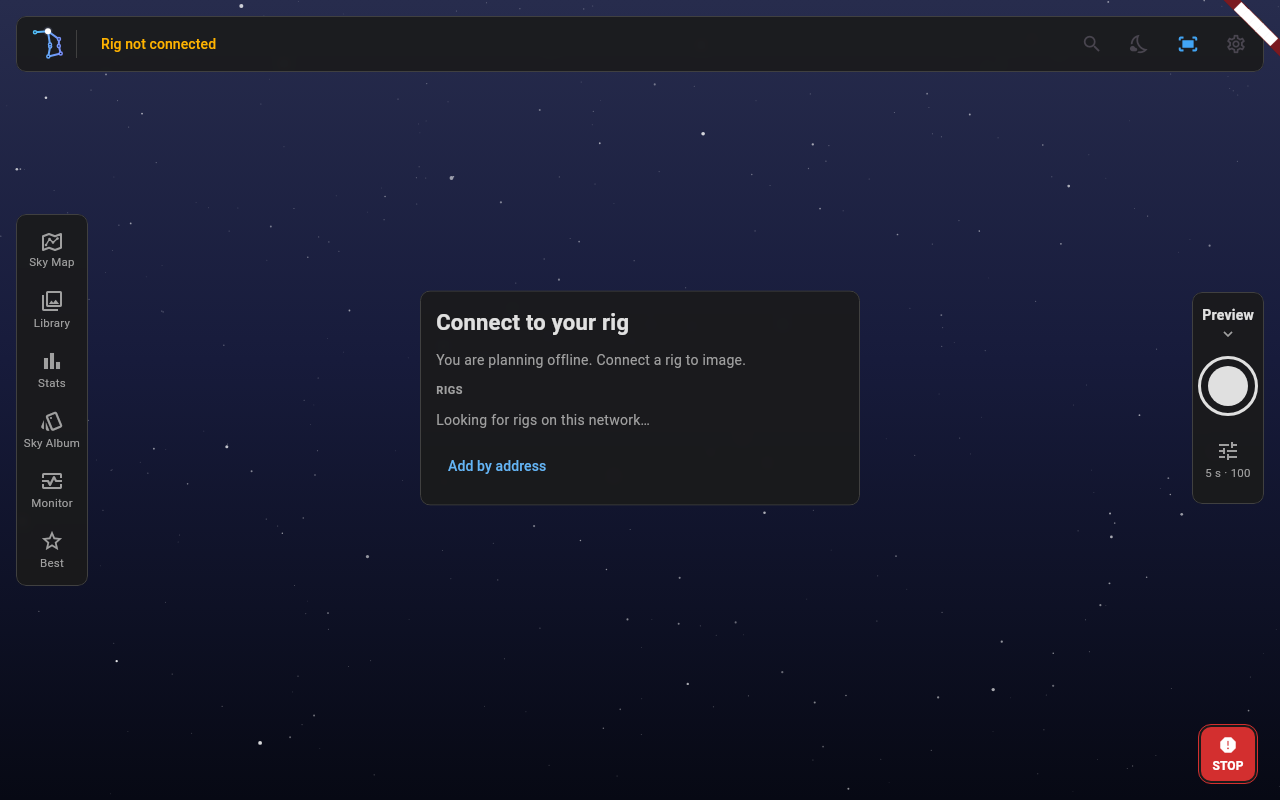 Rig not connected
Sky Map
Library
Stats
Sky Album
Monitor
Best
Connect to your rig
You are planning offline. Connect a rig to image.
RIGS
Looking for rigs on this network…
Add by address
Preview
5 s · 100
STOP